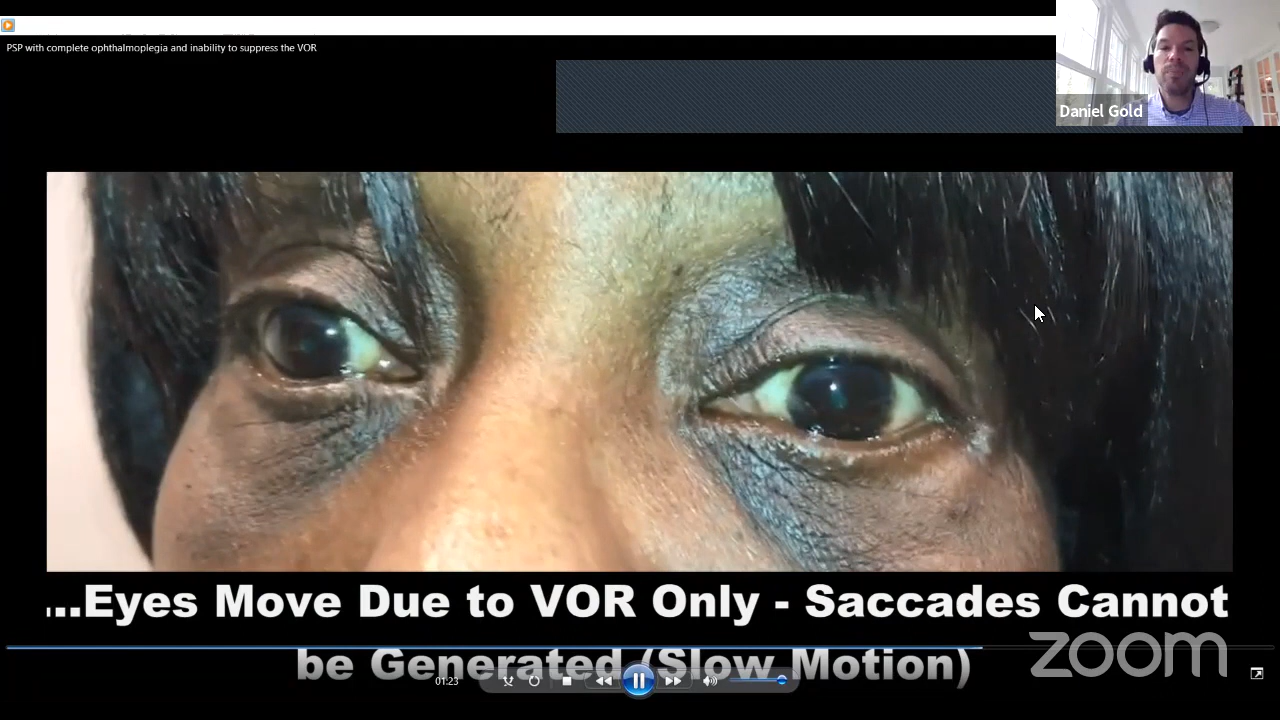 PSP with complete ophthalmoplegia and inability to suppress the VOR
Daniel Gold
...Eyes Move Due to VOR Only - Saccades Cannot
be Generated (Slow Motion)
zoom
01:23